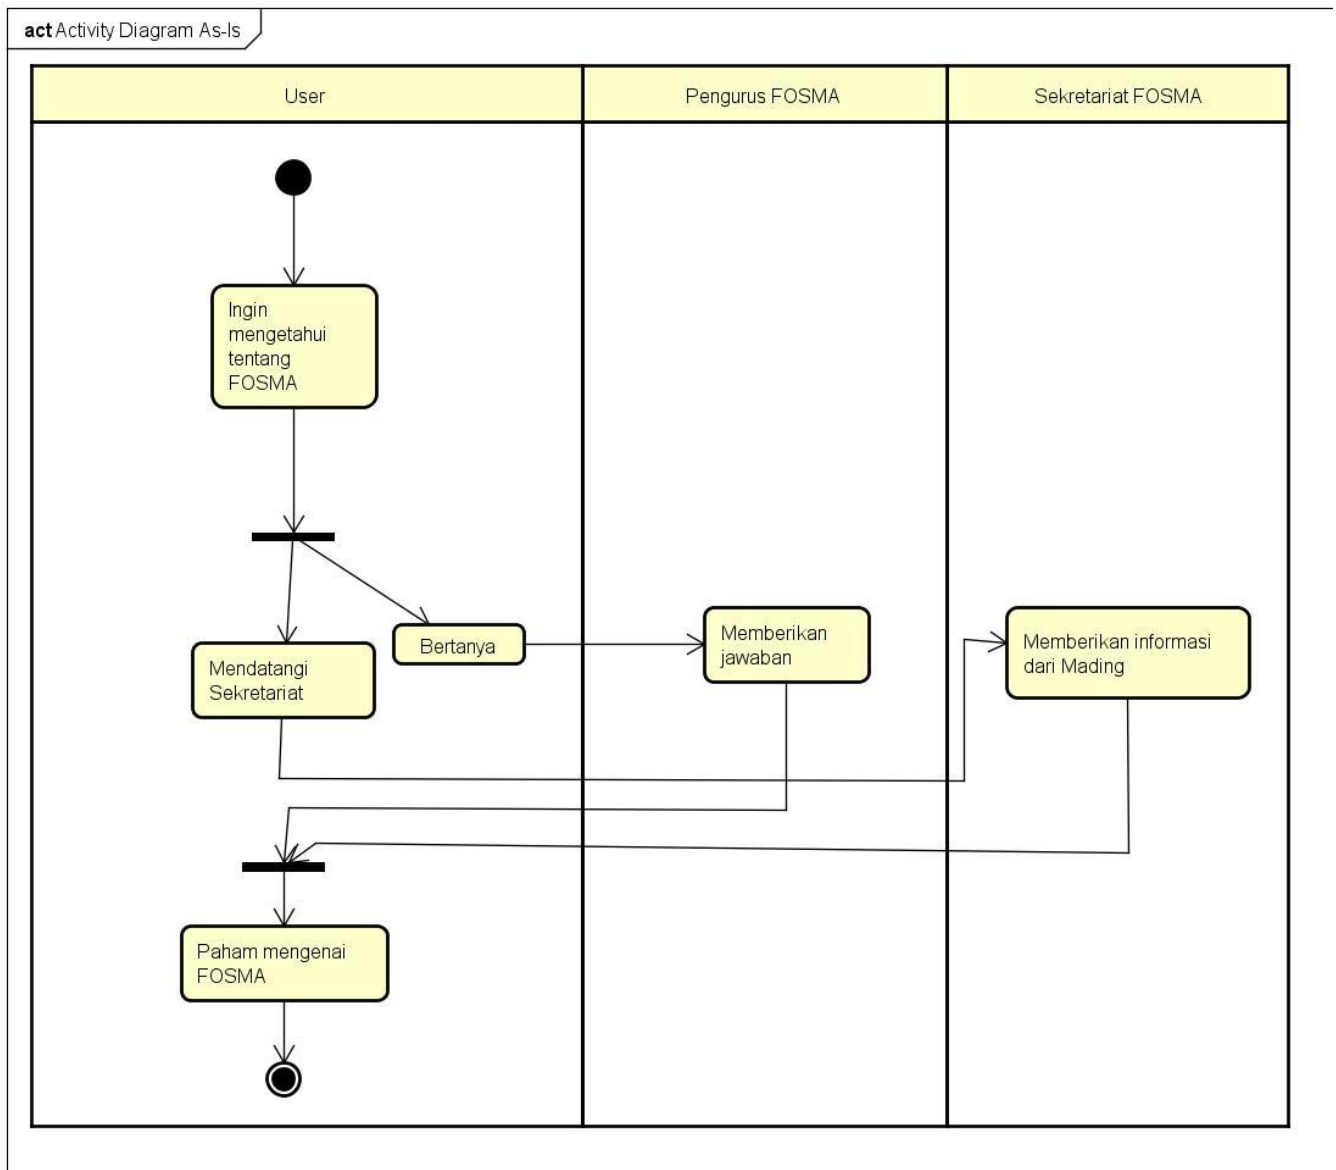 act Activity Diagram As-Is
User
Pengurus FOSMA
Sekretariat FOSMA
Ingin
mengetahui
tentang
FOSMA
Bertanya
Memberikan
jawaban
Memberikan informasi
dari Mading
Mendatangi
Sekretariat
Paham mengenai
FOSMA